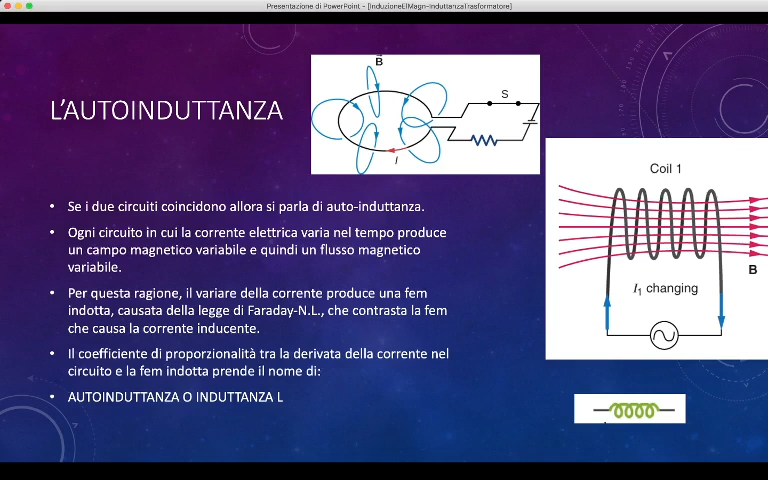 Presentazione di PowerPoint - [InduzioneElMagn-InduttanzaTrasformatore]
L'AUTOINDUTTANZA
B
S
I
• Se i due circuiti coincidono allora si parla di auto-induttanza.
• Ogni circuito in cui la corrente elettrica varia nel tempo produce
un campo magnetico variabile e quindi un flusso magnetico
variabile.
• Per questa ragione, il variare della corrente produce una fem
indotta, causata della legge di Faraday-N.L., che contrasta la fem
che causa la corrente inducente.
• Il coefficiente di proporzionalità tra la derivata della corrente nel
circuito e la fem indotta prende il nome di:
• AUTOINDUTTANZA O INDUTTANZA L
Coil 1
B
I₁ changing